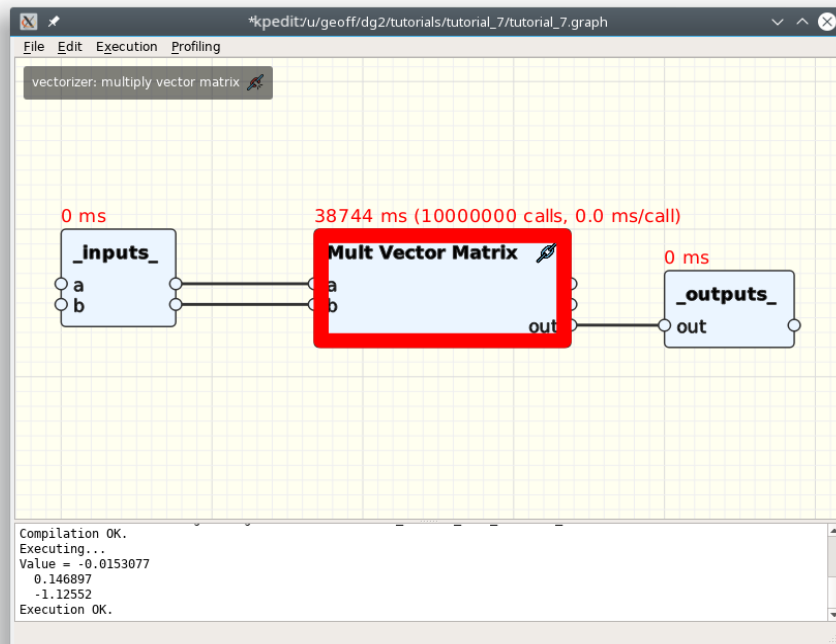 *kpedit:/u/geoff/dg2/tutorials/tutorial_7/tutorial_7.graph
File Edit Execution Profiling
vectorizer: multiply vector matrix
0 ms
38744 ms (10000000 calls, 0.0 ms/call)
_inputs_
a
b
Mult Vector Matrix
a
b
out
0 ms
_outputs_
out
Compilation OK.
Executing...
Value = -0.0153077
0.146897
-1.12552
Execution OK.